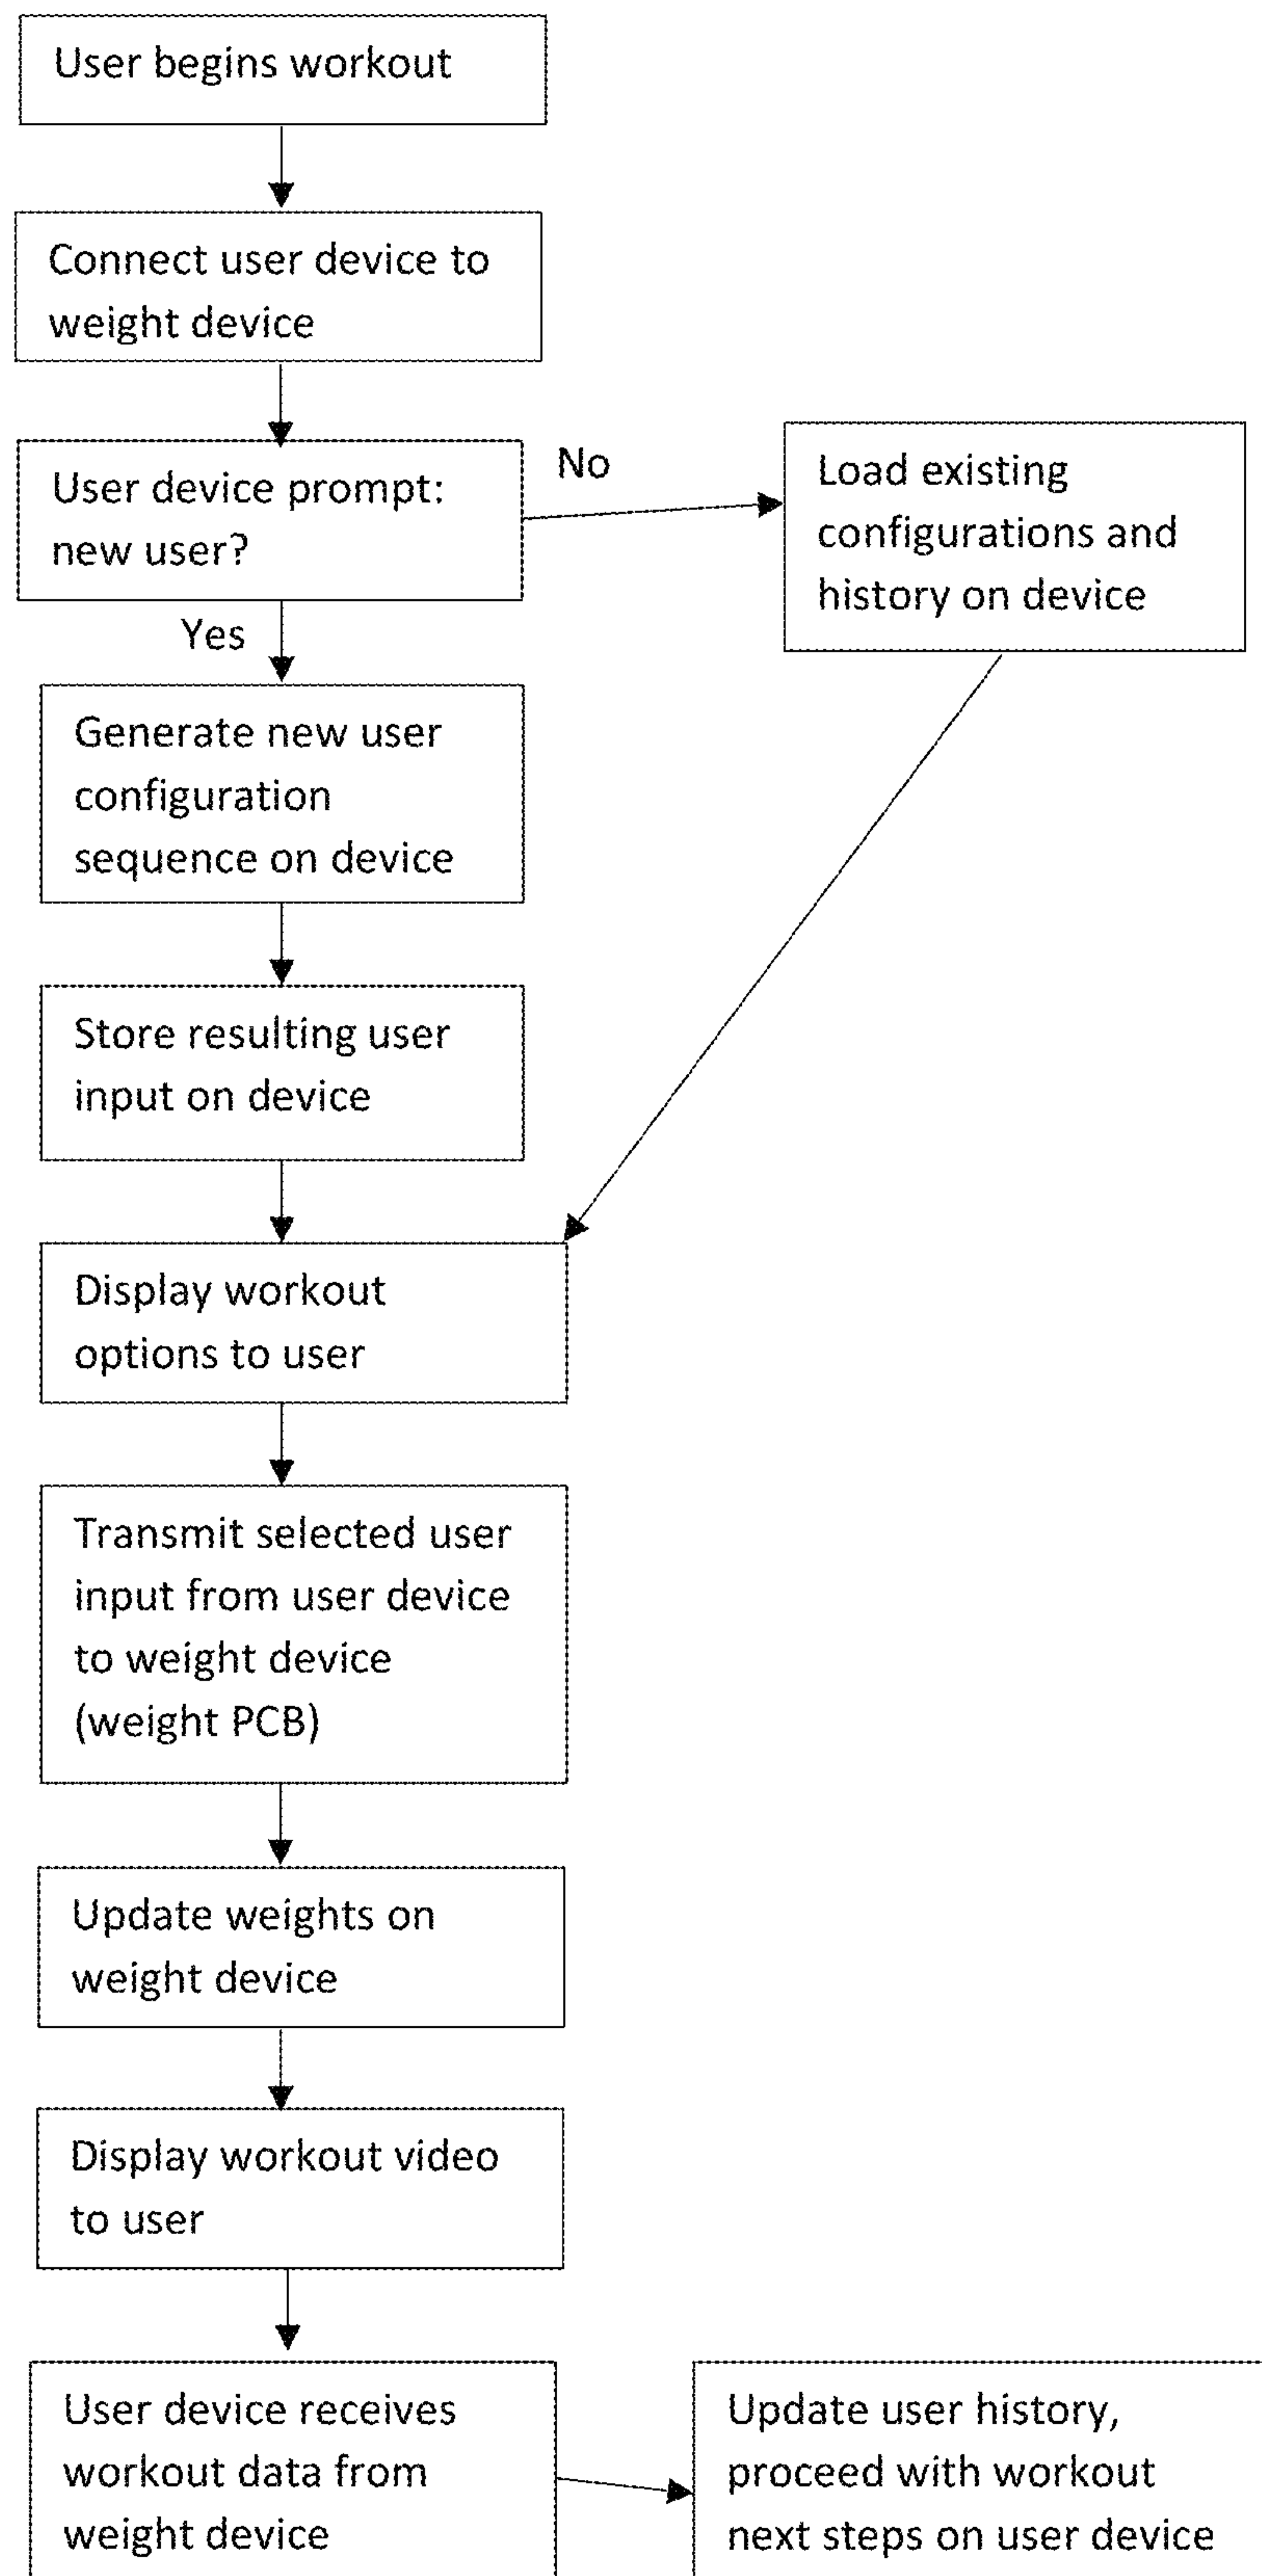 User begins workout
Connect user device to
weight device
User device prompt:
new user?
No
Load existing
configurations and
history on device
Yes
Generate new user
configuration
sequence on device
Store resulting user
input on device
Display workout
options to user
Transmit selected user
input from user device
to weight device
(weight PCB)
Update weights on
weight device
Display workout video
to user
User device receives
workout data from
weight device
Update user history,
proceed with workout
next steps on user device